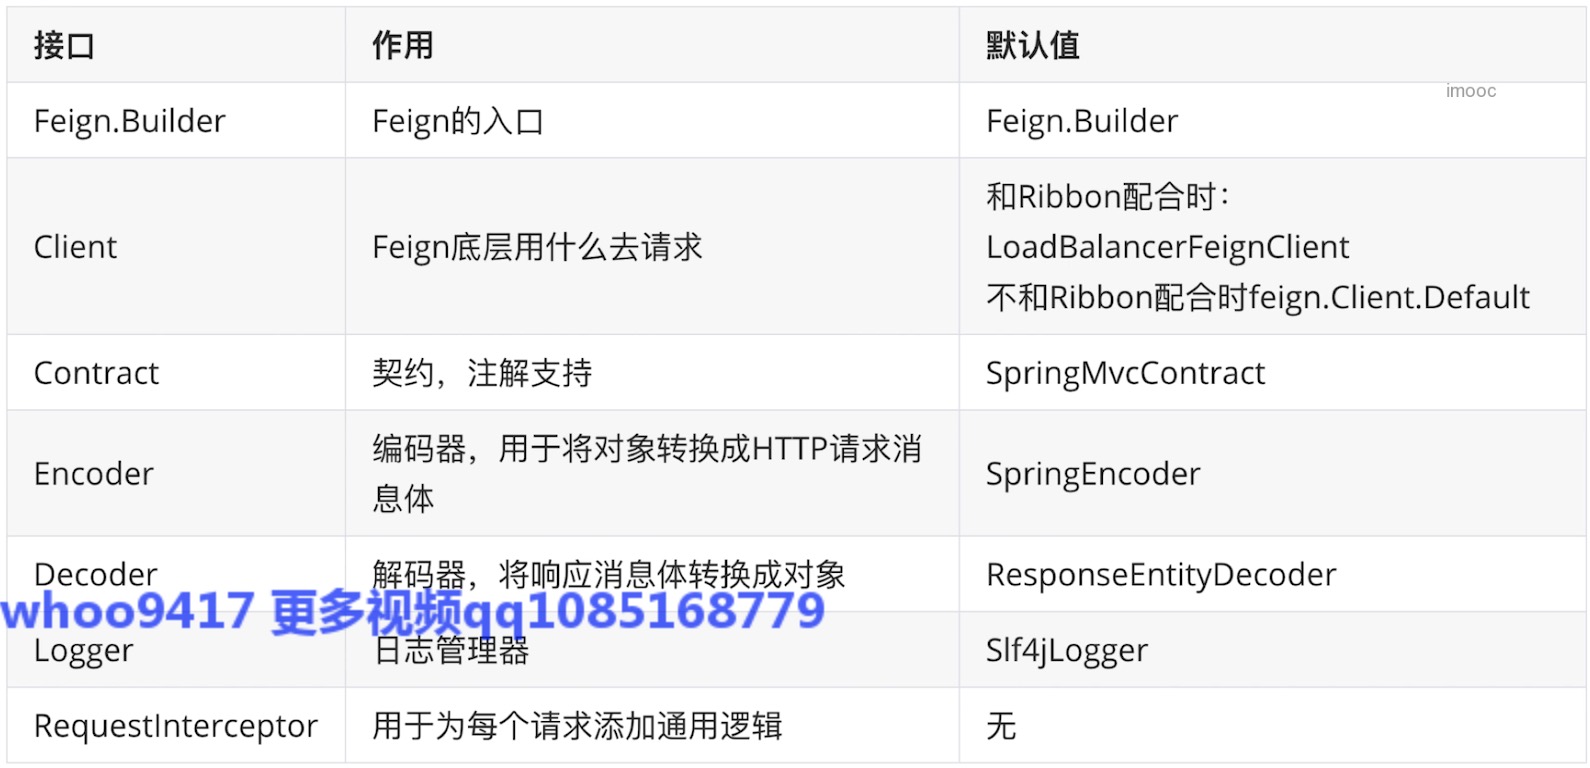 接口 作用 默认值
imooc
Feign.Builder Feign的入口 Feign.Builder
和Ribbon配合时：
Client Feign底层用什么去请求 LoadBalancerFeignClient
不和Ribbon配合时feign.Client.Default
Contract 契约，注解支持 SpringMvcContract
编码器，用于将对象转换成HTTP请求消
Encoder SpringEncoder
息体
Decoder 解码器，将响应消息体转换成对象 ResponseEntityDecoder
whoo9417 更多视频qq1085168779
Logger 日志管理器 Slf4jLogger
RequestInterceptor 用于为每个请求添加通用逻辑 无